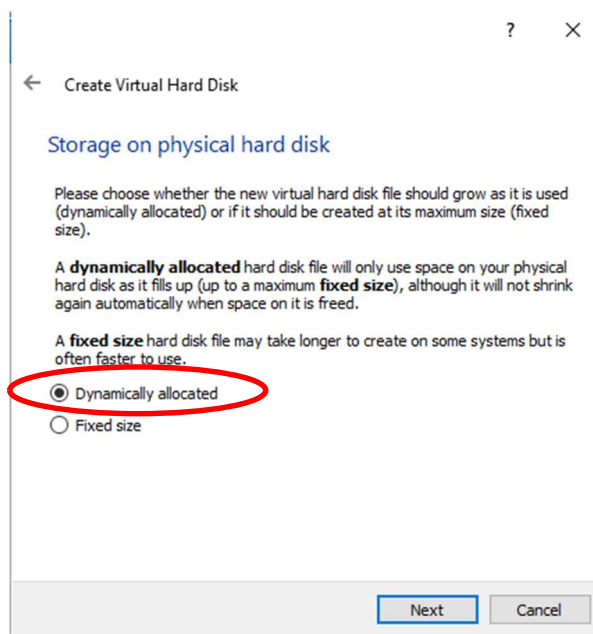 ?
Create Virtual Hard Disk
Storage on physical hard disk
Please choose whether the new virtual hard disk file should grow as it is used
(dynamically allocated) or if it should be created at its maximum size (fixed
size).
A dynamically allocated hard disk file will only use space on your physical
hard disk as it fills up (up to a maximum fixed size), although it will not shrink
again automatically when space on it is freed.
A fixed size hard disk file may take longer to create on some systems but is
often faster to use.
Dynamically allocated
Fixed size
Next Cancel